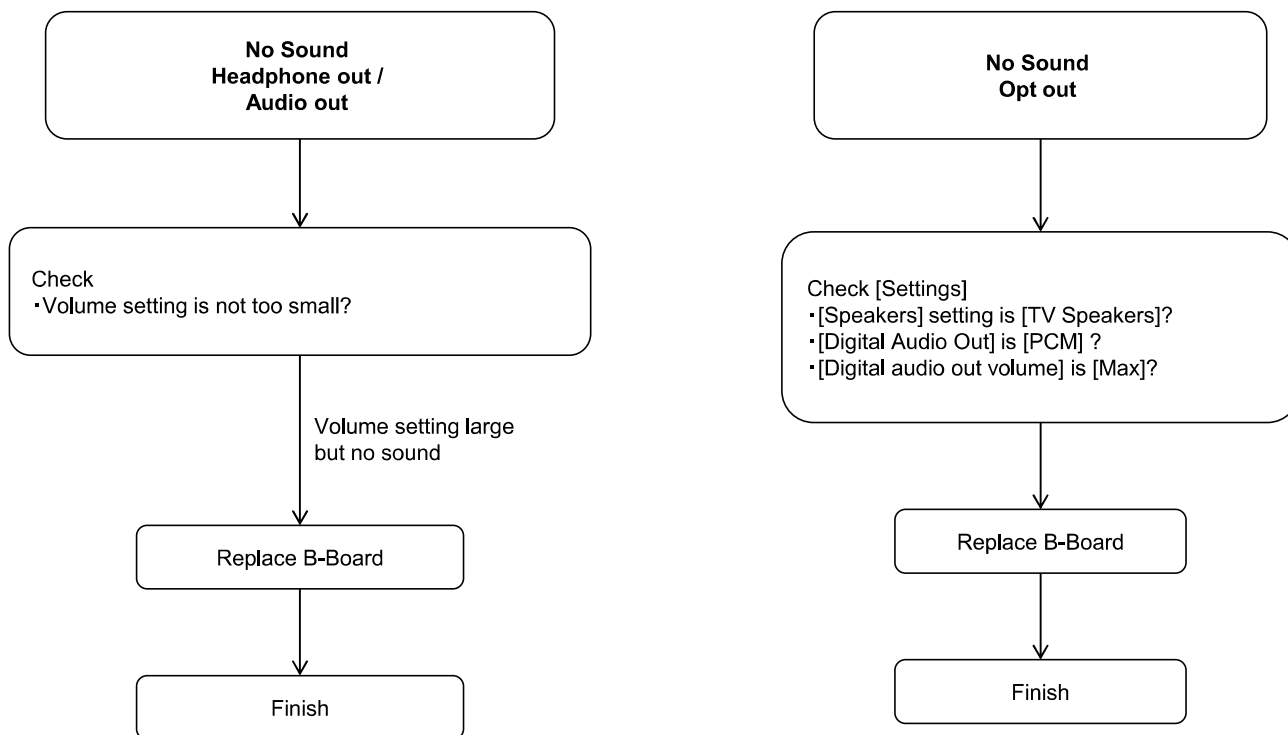 No Sound
Headphone out /
Audio out
Check
・Volume setting is not too small?
Volume setting large
but no sound
Replace B-Board
Finish
No Sound
Opt out
Check [Settings]
・[Speakers] setting is [TV Speakers]?
・[Digital Audio Out] is [PCM] ?
・[Digital audio out volume] is [Max]?
Replace B-Board
Finish